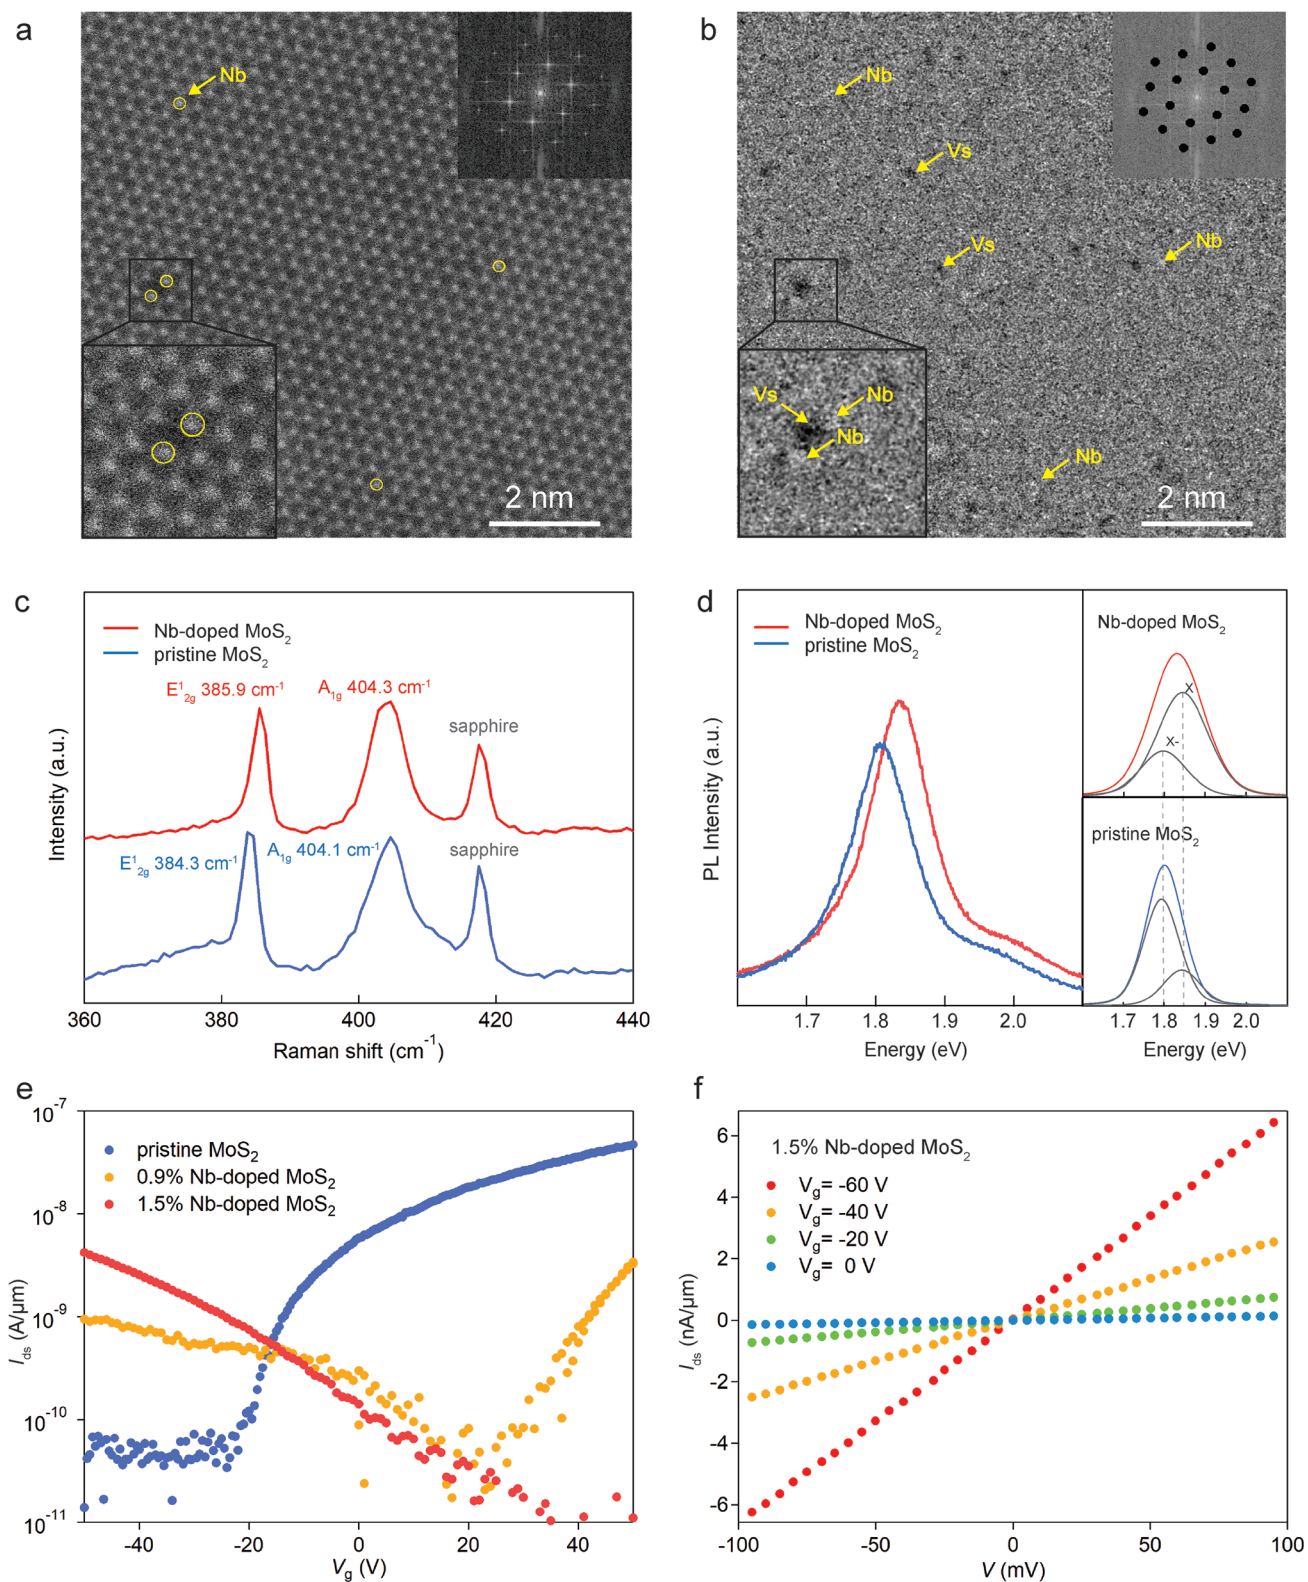 a
Nb
2 nm
b
Nb
Vs
Vs
Nb
Vs
Nb
Nb
Nb
2 nm
c
Nb-doped MoS₂
pristine MoS₂
E¹₂g 385.9 cm⁻¹
A₁g 404.3 cm⁻¹
sapphire
E¹₂g 384.3 cm⁻¹
A₁g 404.1 cm⁻¹
sapphire
Intensity (a.u.)
360
380
400
420
440
Raman shift (cm⁻¹)
d
Nb-doped MoS₂
pristine MoS₂
PL Intensity (a.u.)
1.7
1.8
1.9
2.0
Energy (eV)
Nb-doped MoS₂
X
X-
pristine MoS₂
1.7
1.8
1.9
2.0
Energy (eV)
e
pristine MoS₂
0.9% Nb-doped MoS₂
1.5% Nb-doped MoS₂
10⁻⁷
10⁻⁸
10⁻⁹
10⁻¹⁰
10⁻¹¹
Ids (A/µm)
-40
-20
0
20
40
Vg (V)
f
1.5% Nb-doped MoS₂
Vg= -60 V
Vg= -40 V
Vg= -20 V
Vg= 0 V
6
4
2
0
-2
-4
-6
Ids (nA/µm)
-100
-50
0
50
100
V (mV)